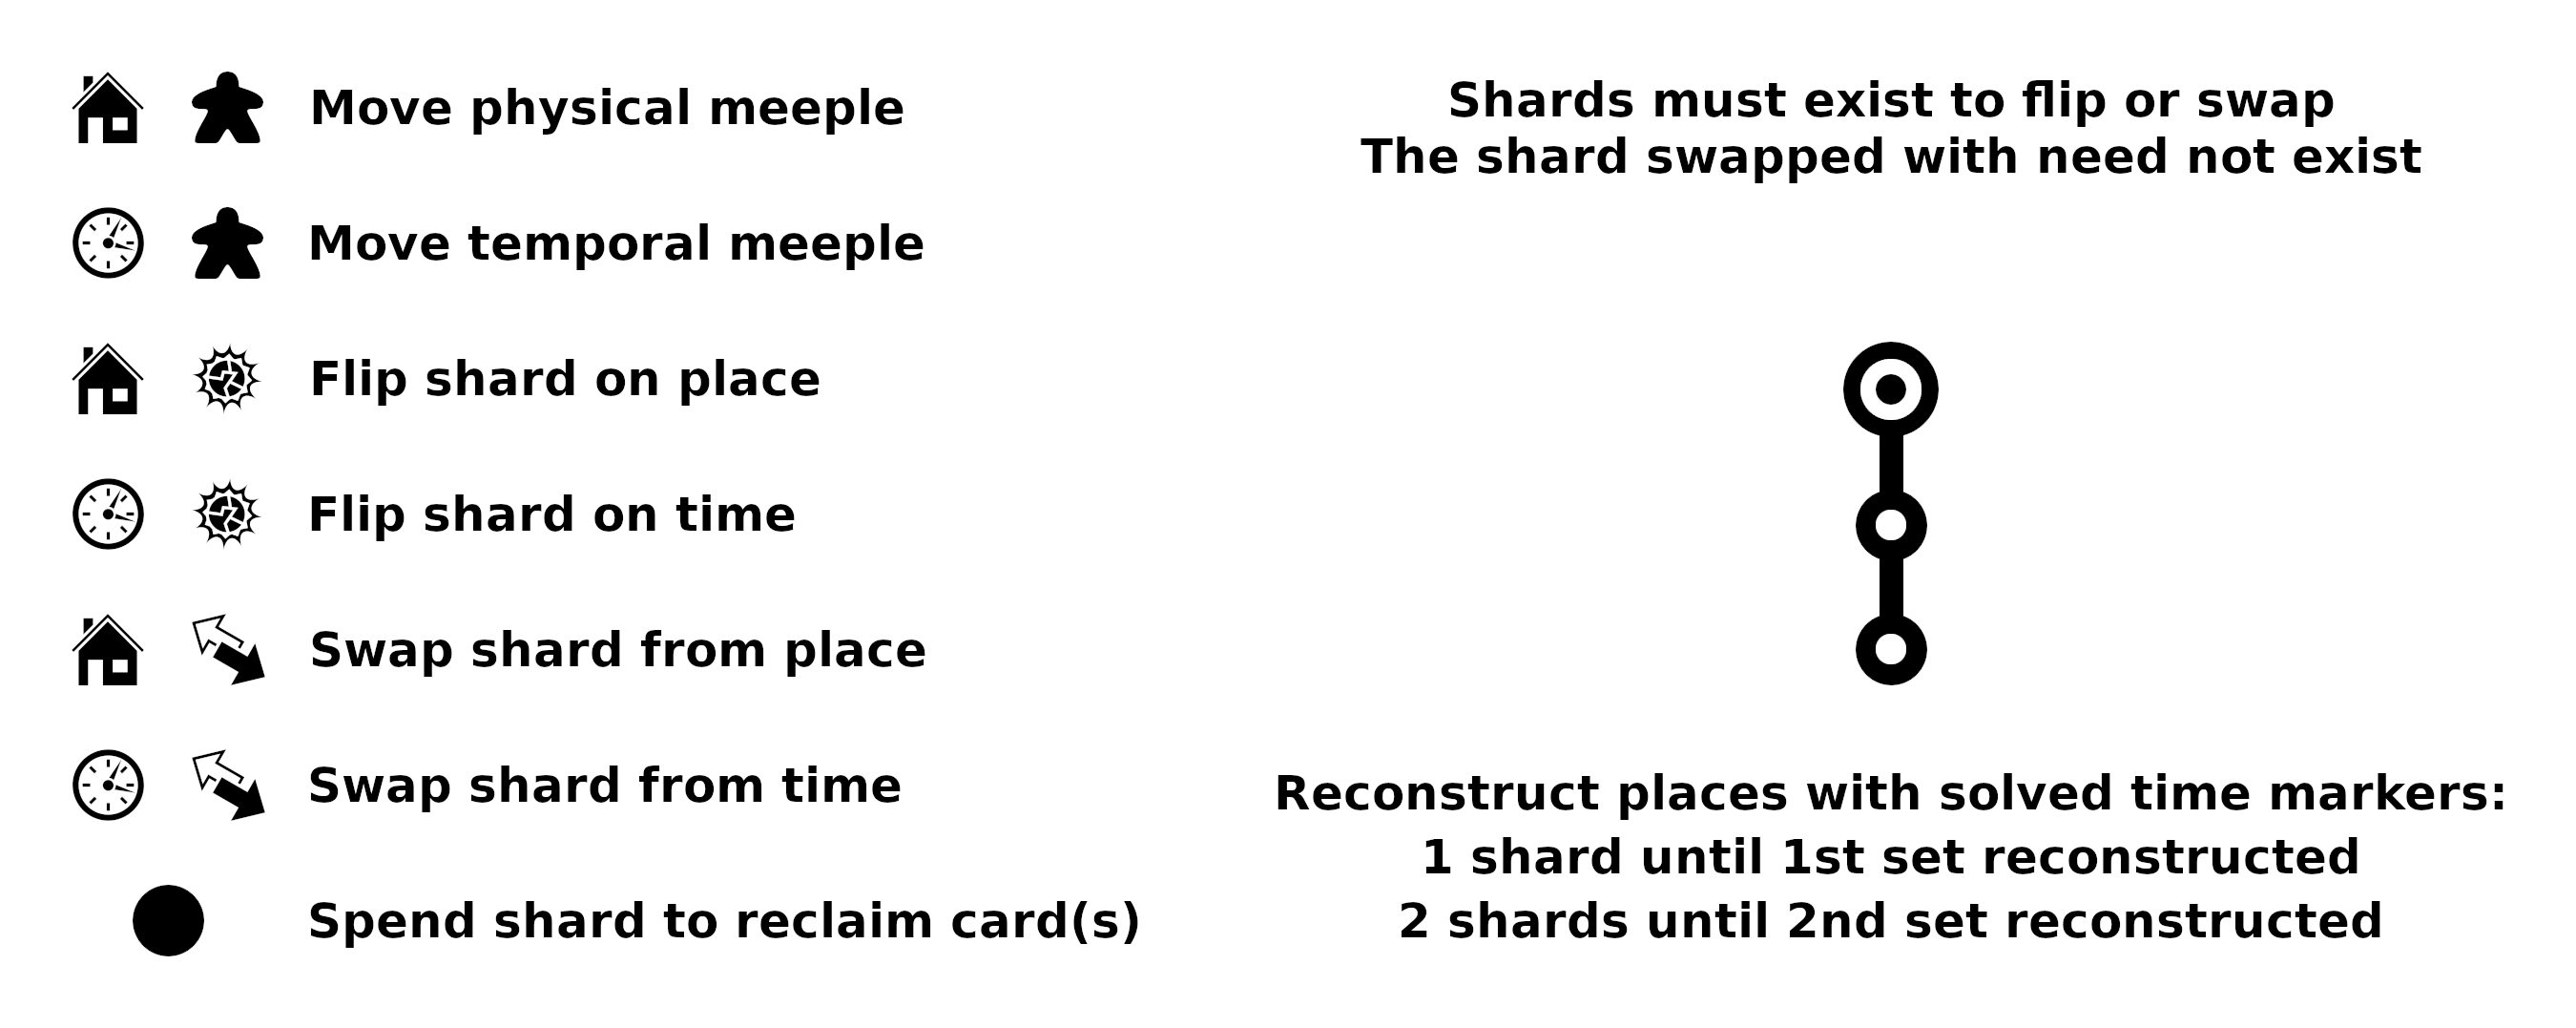 Move physical meeple
Move temporal meeple
Flip shard on place
Flip shard on time
Swap shard from place
Swap shard from time
Spend shard to reclaim card(s)
Shards must exist to flip or swap
The shard swapped with need not exist
Reconstruct places with solved time markers:
1 shard until 1st set reconstructed
2 shards until 2nd set reconstructed